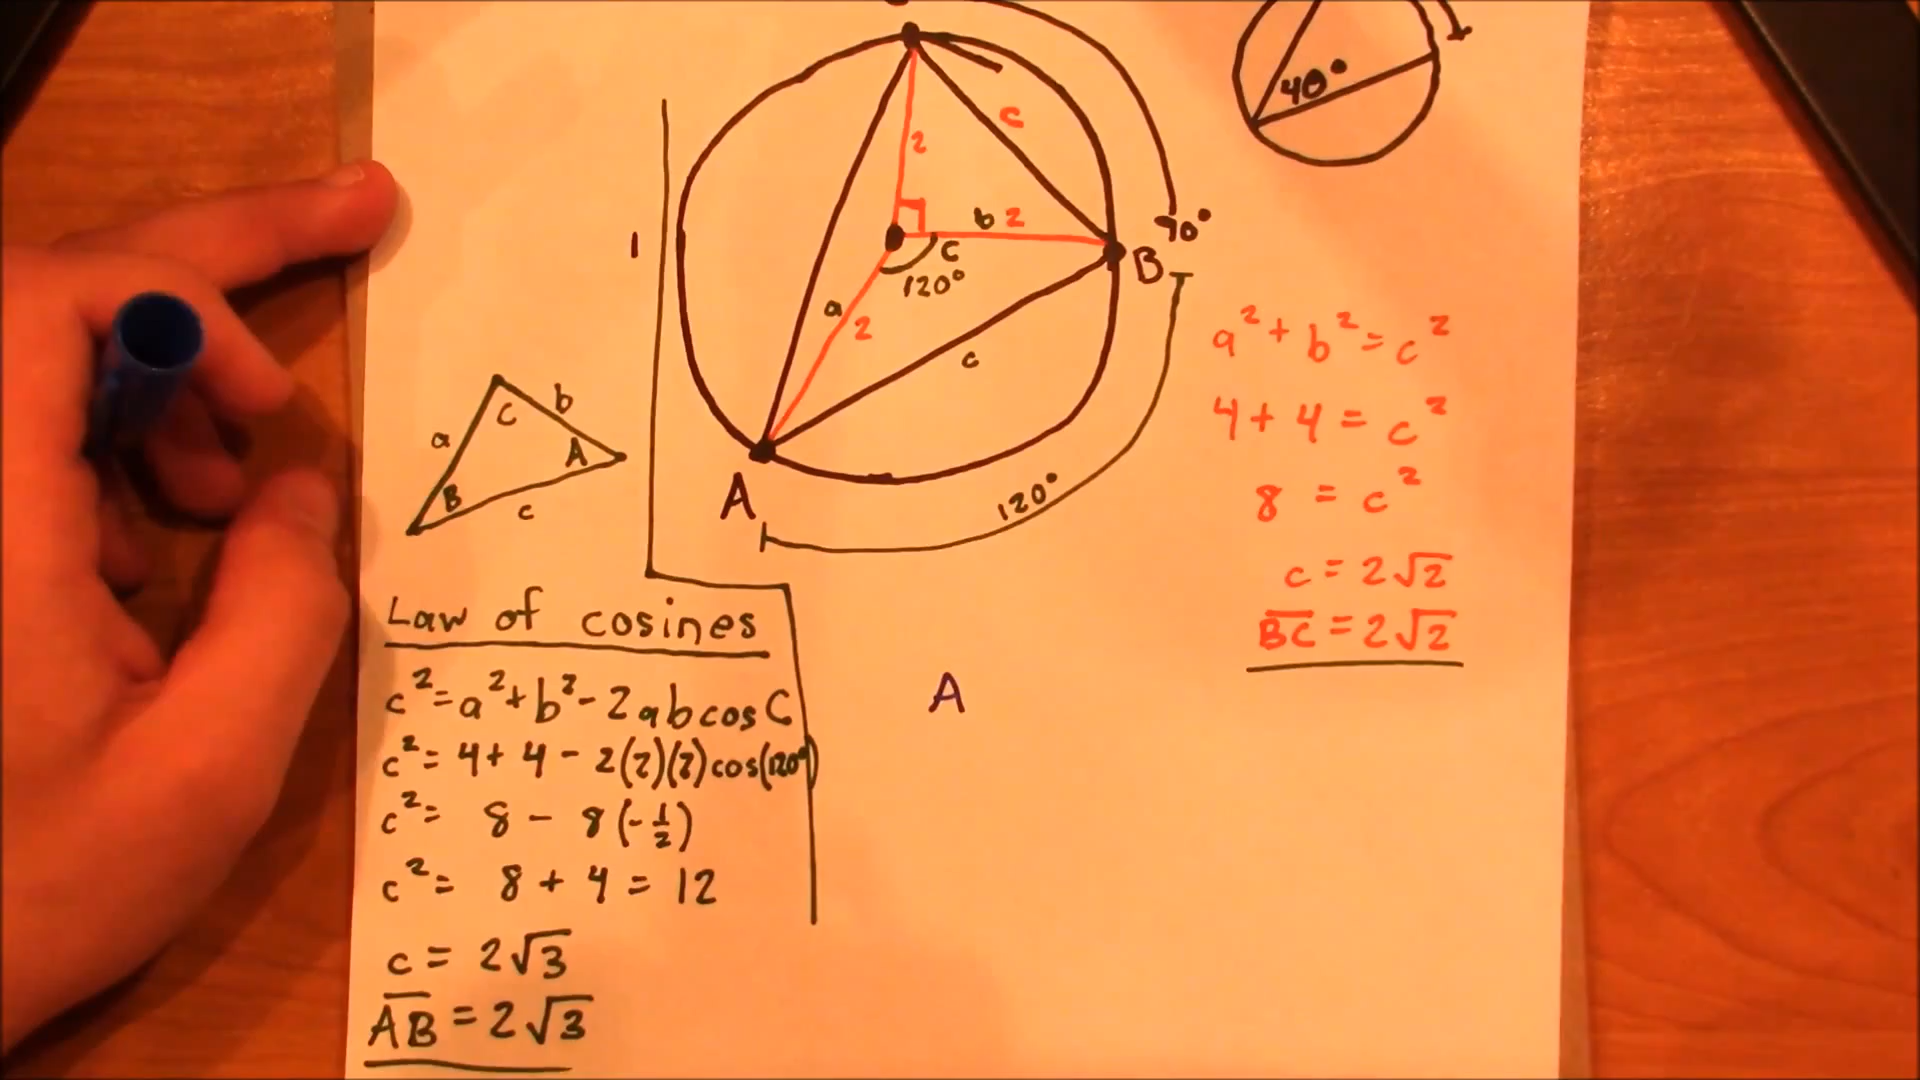 40°
c
2
b 2
90°
C
B
120°
a
2
c
A
120°
b
C
a
A
B
c
a² + b² = c²
4 + 4 = c²
8 = c²
c = 2√2
BC = 2√2
Law of cosines
c² = a² + b² - 2abcosC
c² = 4 + 4 - 2(2)(2)cos(120°)
c² = 8 - 8(-1/2)
c² = 8 + 4 = 12
c = 2√3
AB = 2√3
A